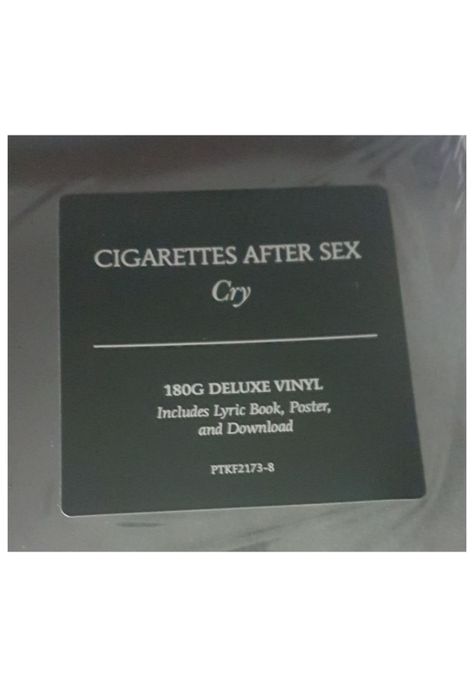 CIGARETTES AFTER SEX
Cry
180G DELUXE VINYL
Includes Lyric Book, Poster,
and Download
PTKF2173-8